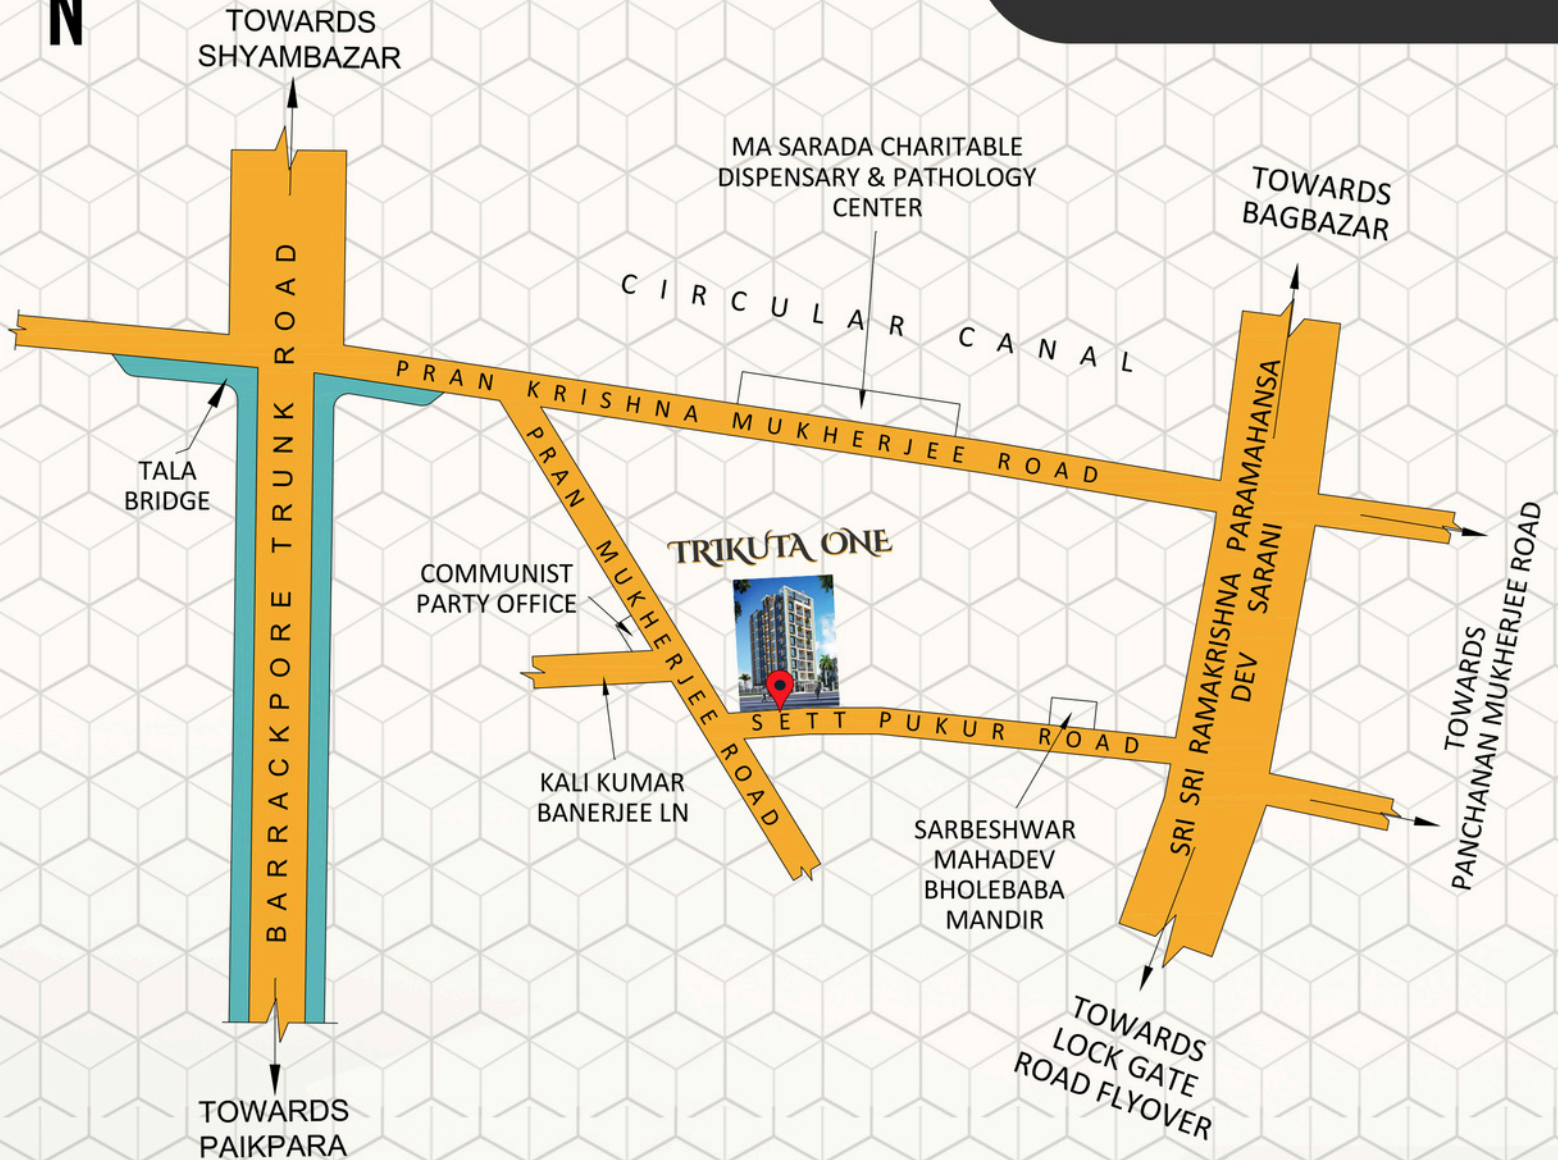 N
TOWARDS
SHYAMBAZAR
MA SARADA CHARITABLE
DISPENSARY & PATHOLOGY
CENTER
TOWARDS
BAGBAZAR
CIRCULAR CANAL
BARRACKPORE TRUNK ROAD
PRAN KRISHNA MUKHERJEE ROAD
TALA
BRIDGE
PRAN MUKHERJEE ROAD
TRIKUTA ONE
COMMUNIST
PARTY OFFICE
SRI SRI RAMAKRISHNA PARAMAHANSA
DEV SARANI
TOWARDS
PANCHANAN MUKHERJEE ROAD
SETT PUKUR ROAD
KALI KUMAR
BANERJEE LN
SARBESHWAR
MAHADEV
BHOLEBABA
MANDIR
TOWARDS
LOCK GATE
ROAD FLYOVER
TOWARDS
PAIKPARA